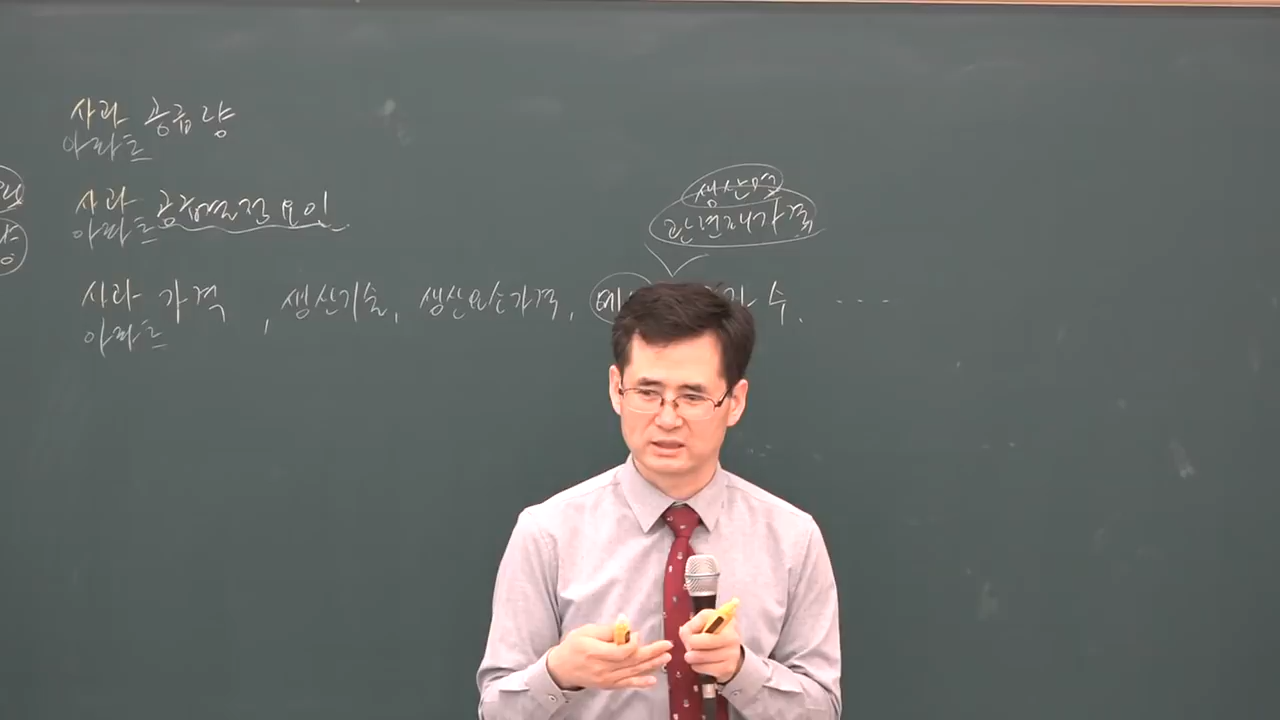 사과 공급량
아파트
사과 공급결정요인
아파트
생산면
관련재가격
사과 가격, 생산기술, 생산요소가격, 수, ----
아파트